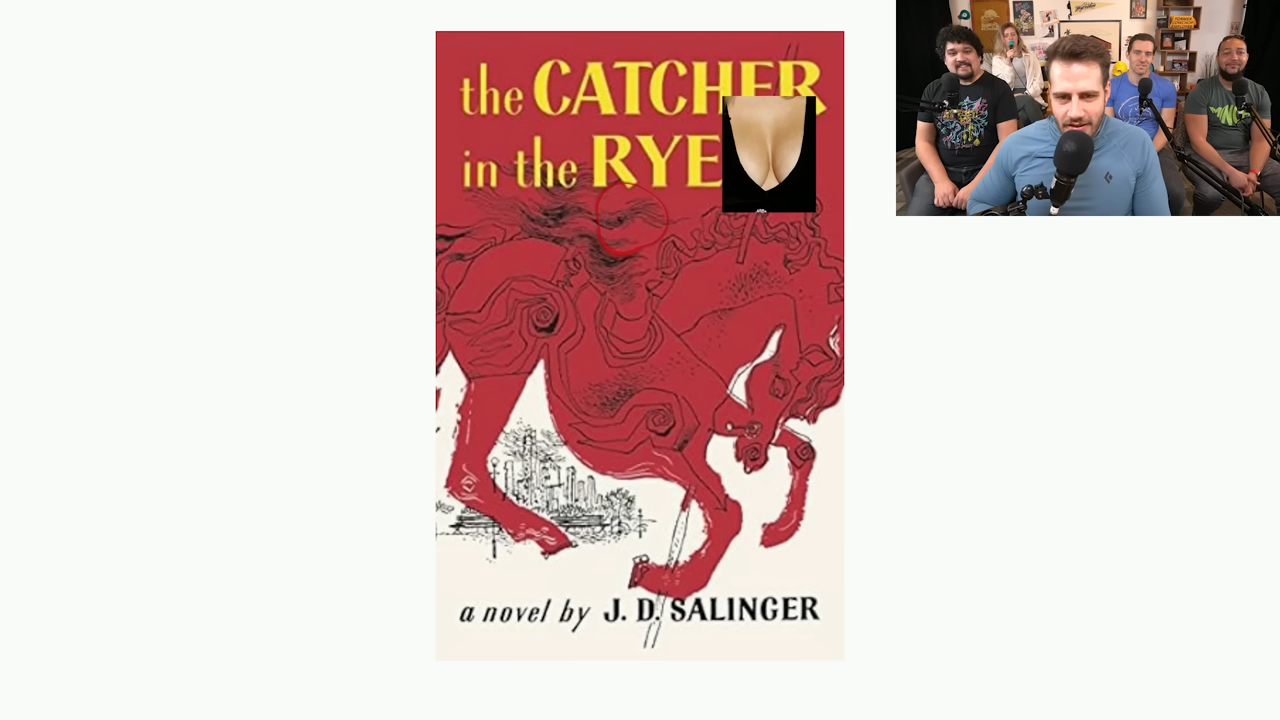 the CATCHER
in the RYE
a novel by J. D. SALINGER